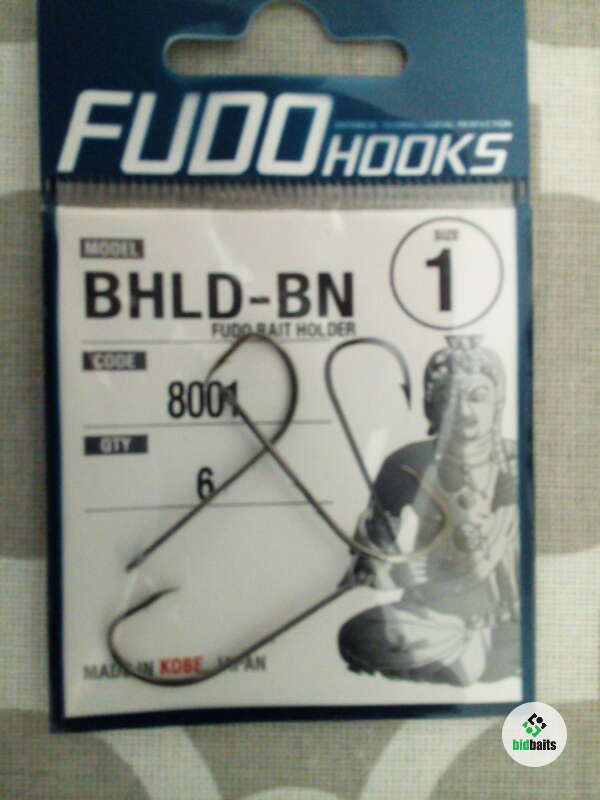 FUDO HOOKS
MODEL
SIZE
BHLD-BN
1
FUDO BAIT HOLDER
CODE
8001
QTY
6
MADE IN KOBE JAPAN
bidbaits